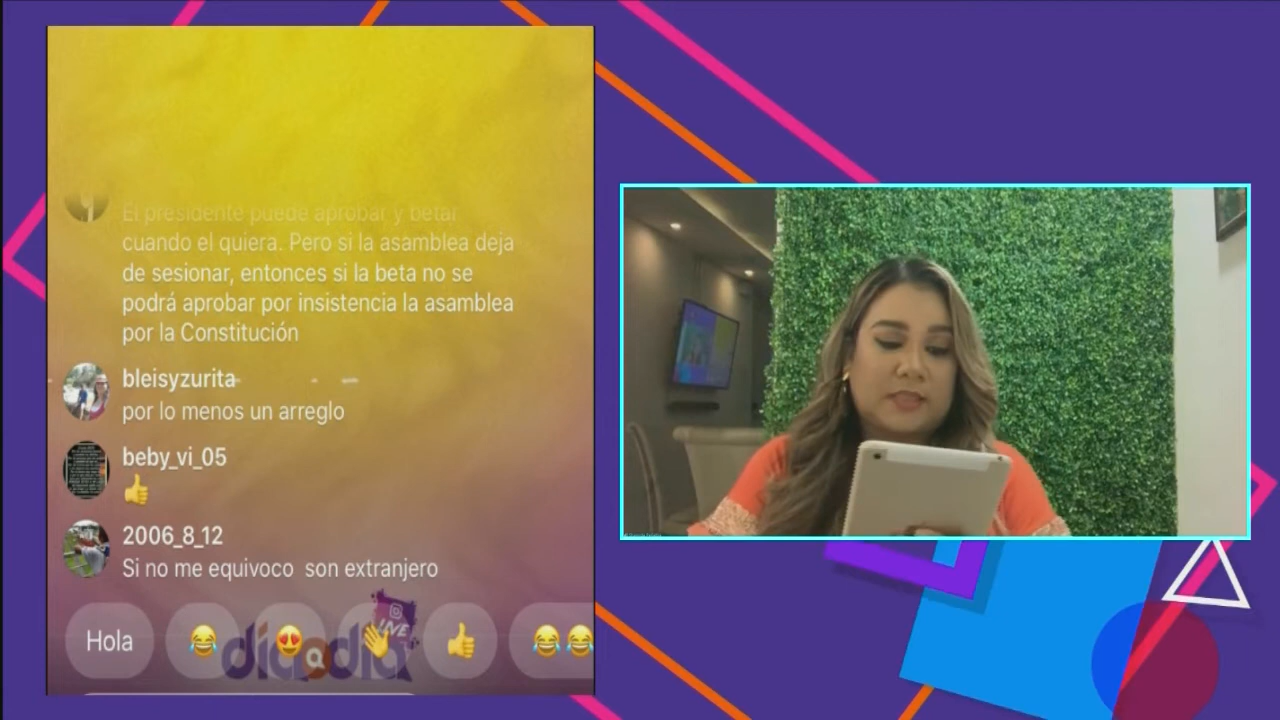 El presidente puede aprobar y betar
cuando el quiera. Pero si la asamblea deja
de sesionar, entonces si la beta no se
podrá aprobar por insistencia la asamblea
por la Constitución
bleisyzurita
por lo menos un arreglo
beby_vi_05
👍
2006_8_12
Si no me equivoco son extranjero
Hola 😂 😍 👋 👍 😂😂
LIVE
díaadía